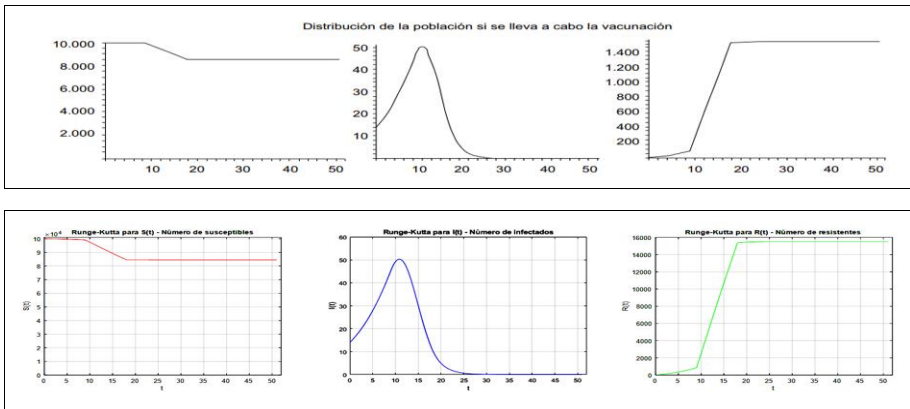 Distribución de la población si se lleva a cabo la vacunación
10.000
8.000
6.000
4.000
2.000
10 20 30 40 50
50
40
30
20
10
10 20 30 40 50
1.400
1.200
1.000
800
600
400
200
10 20 30 40 50
Runge-Kutta para S(t) - Número de susceptibles
×10⁴
10
9
8
7
6
5
4
3
2
1
0
S(t)
0 5 10 15 20 25 30 35 40 45 50
t
Runge-Kutta para I(t) - Número de infectados
60
50
40
30
20
10
0
I(t)
0 5 10 15 20 25 30 35 40 45 50
t
Runge-Kutta para R(t) - Número de resistentes
16000
14000
12000
10000
8000
6000
4000
2000
0
R(t)
0 5 10 15 20 25 30 35 40 45 50
t